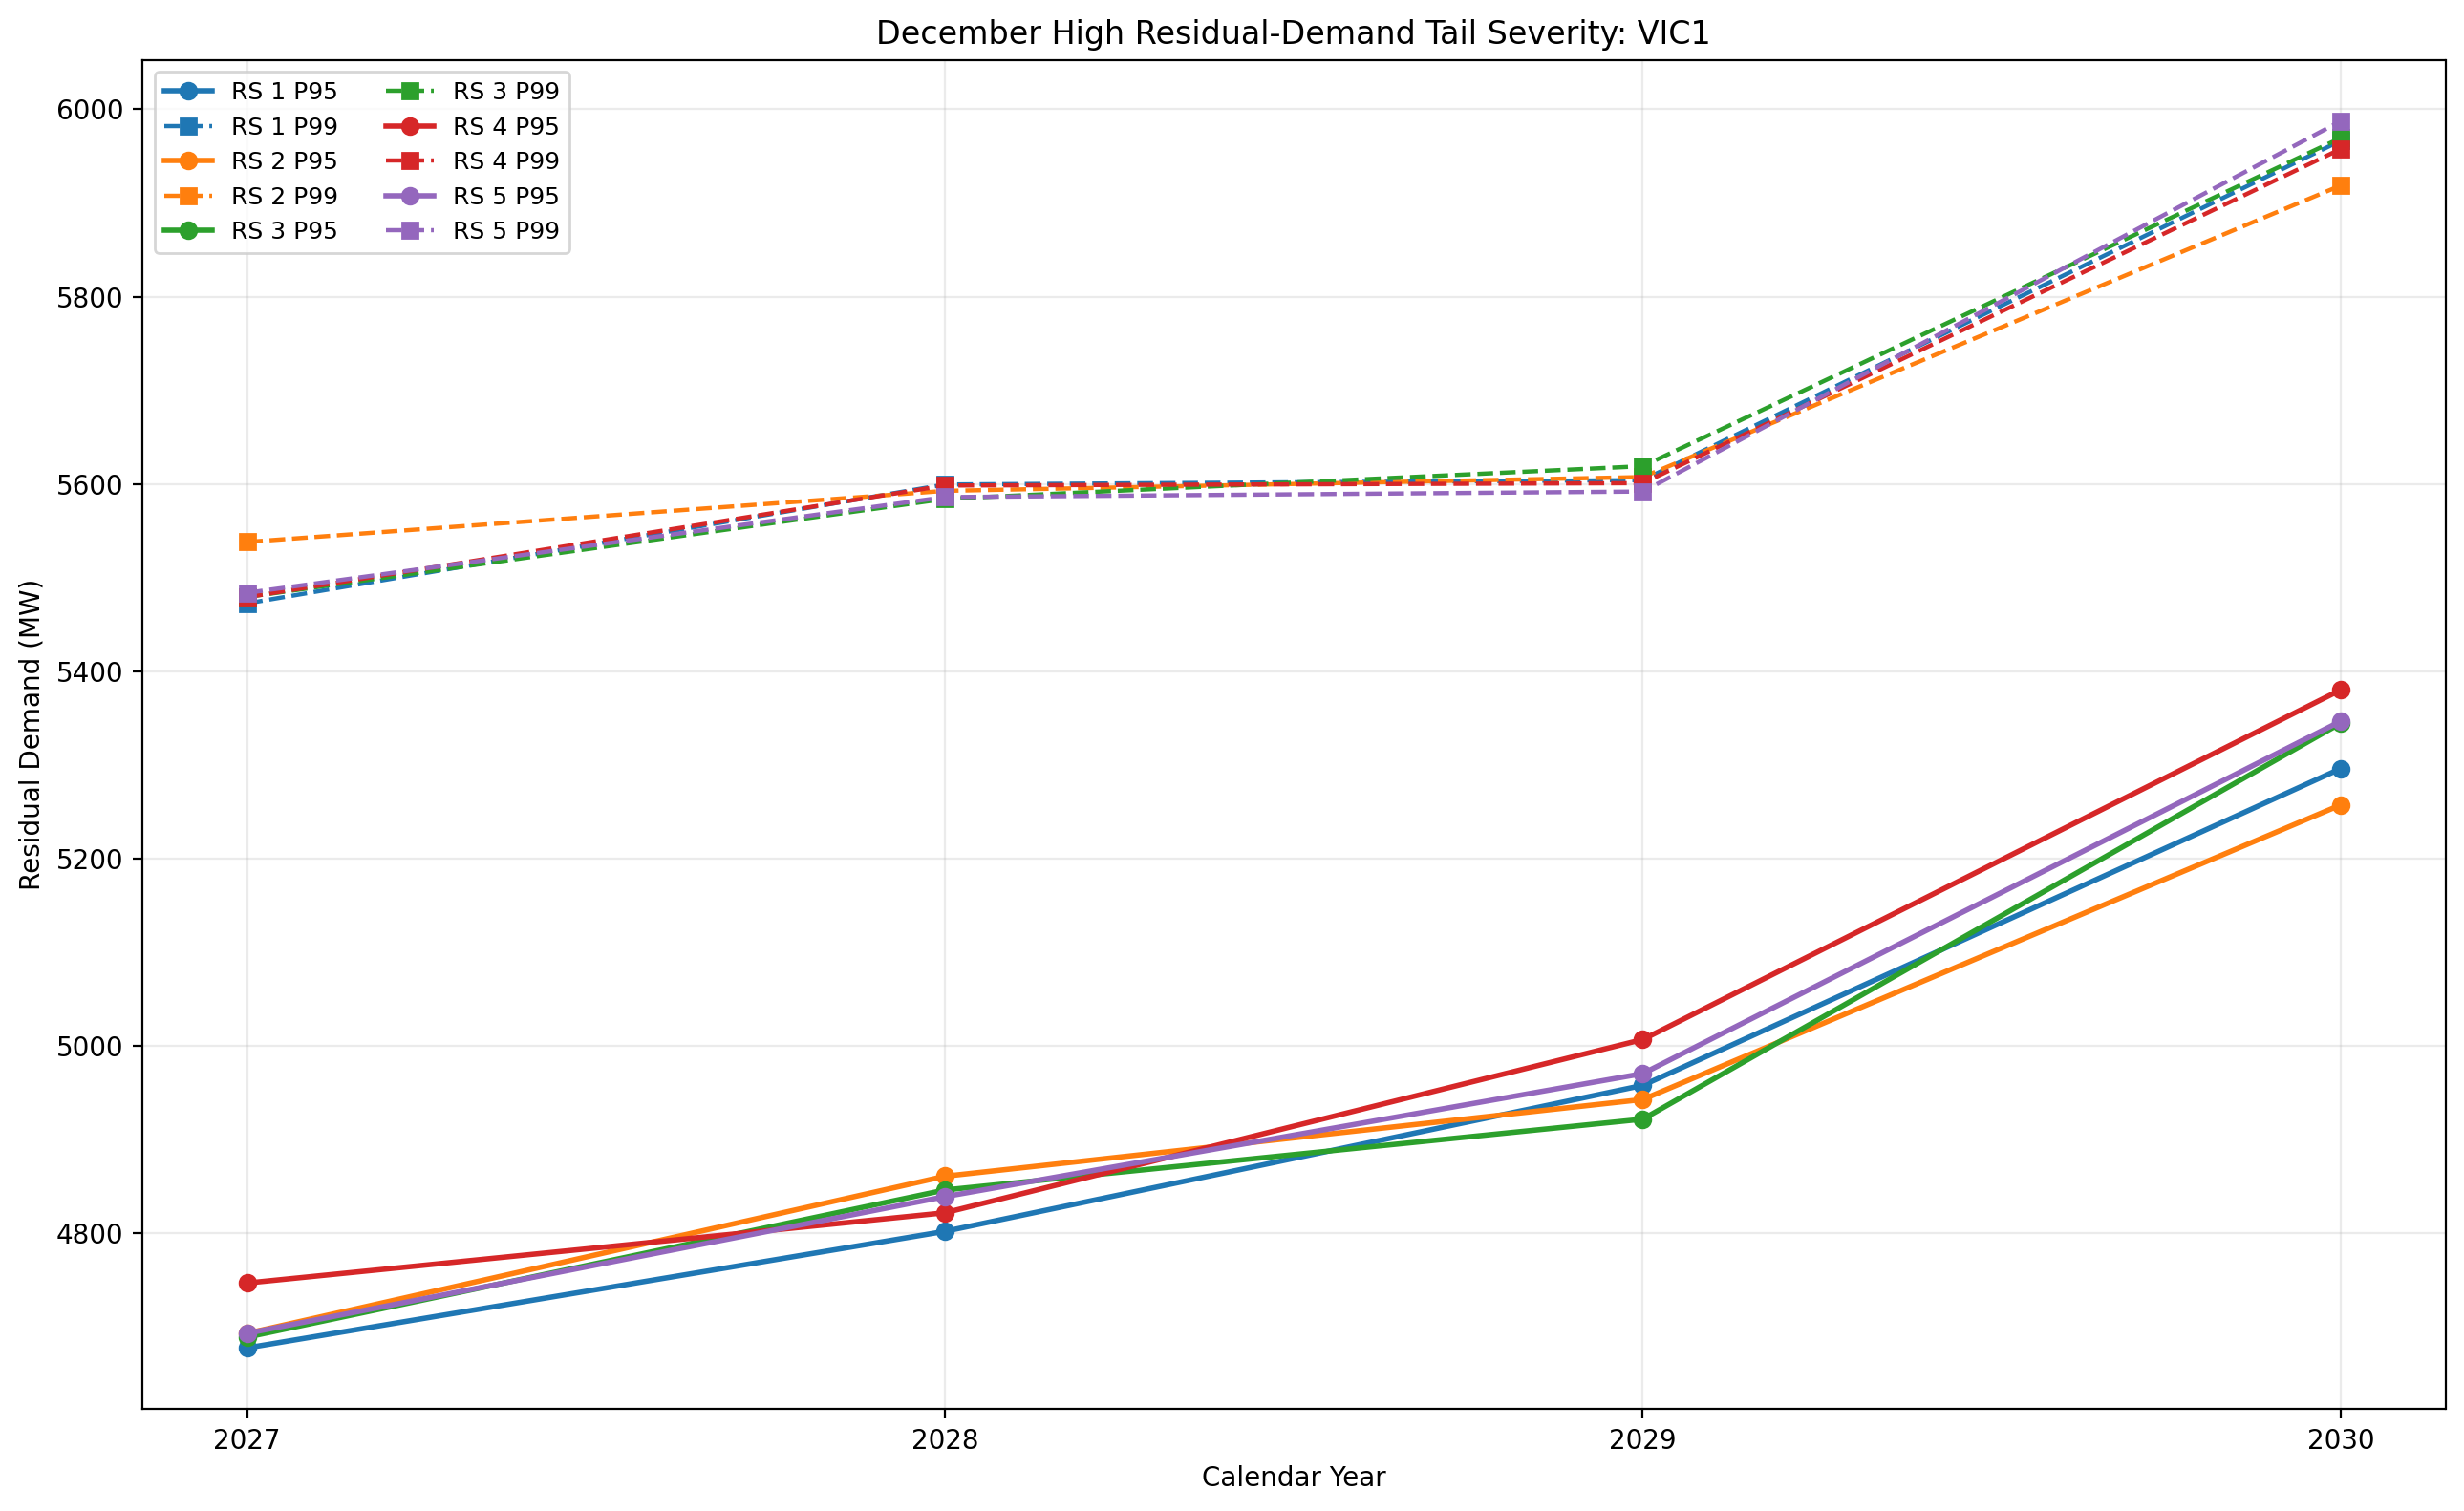 December High Residual-Demand Tail Severity: VIC1
RS 1 P95
RS 1 P99
RS 2 P95
RS 2 P99
RS 3 P95
RS 3 P99
RS 4 P95
RS 4 P99
RS 5 P95
RS 5 P99
Residual Demand (MW)
6000
5800
5600
5400
5200
5000
4800
2027
2028
2029
2030
Calendar Year